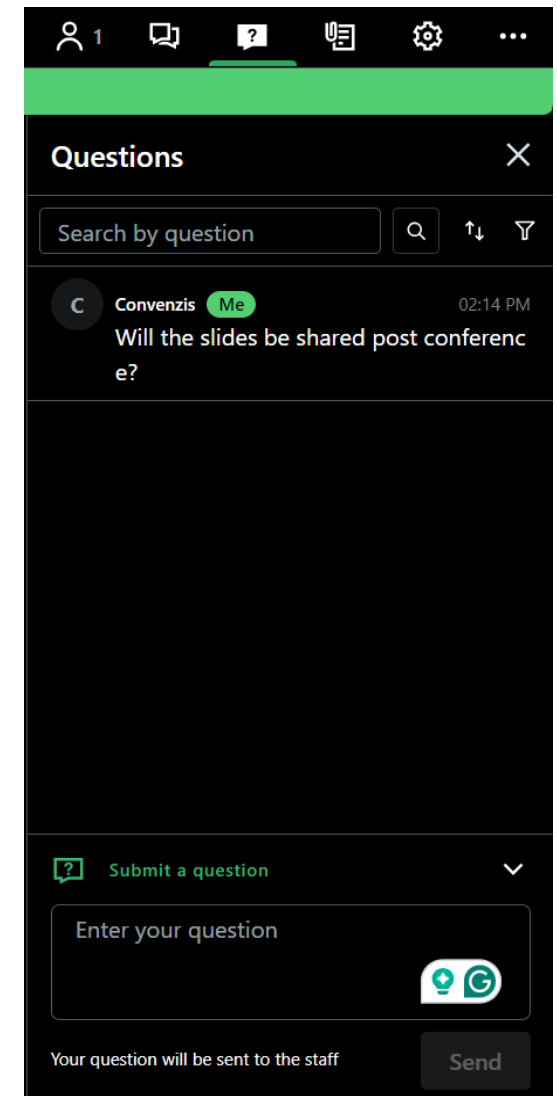 1
?
Questions
Search by question
C
Convenzis Me 02:14 PM
Will the slides be shared post conferenc
e?
? Submit a question
Enter your question
G
Your question will be sent to the staff Send